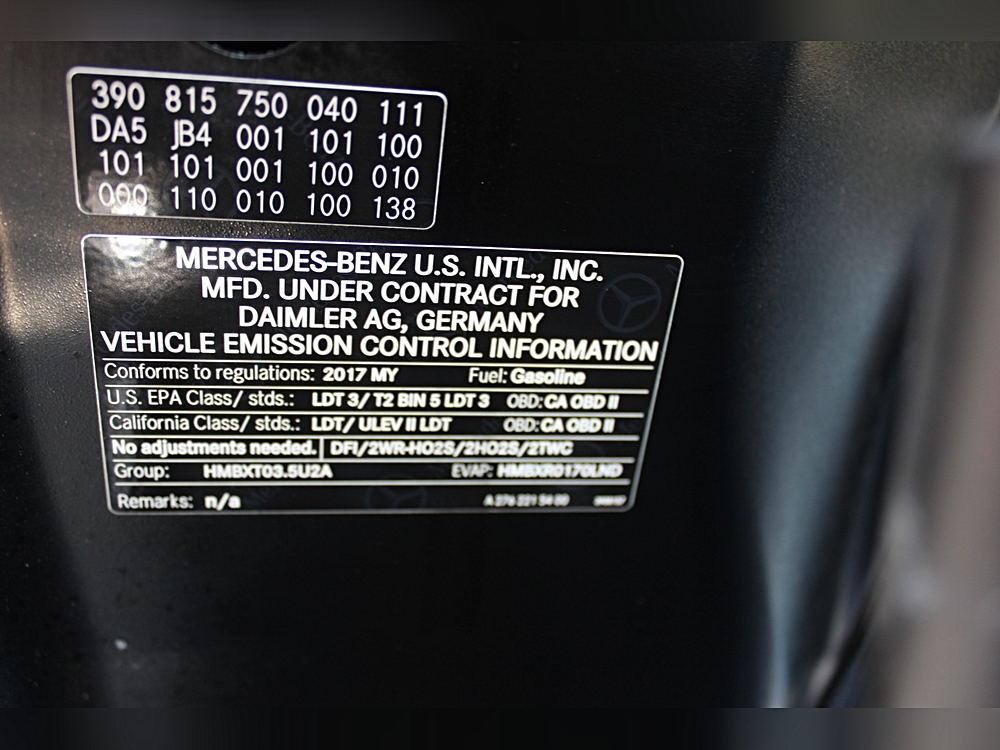 390 815 750 040 111
DA5 JB4 001 101 100
101 101 001 100 010
000 110 010 100 138
MERCEDES-BENZ U.S. INTL., INC.
MFD. UNDER CONTRACT FOR
DAIMLER AG, GERMANY
VEHICLE EMISSION CONTROL INFORMATION
Conforms to regulations: 2017 MY Fuel: Gasoline
U.S. EPA Class/ stds.: LDT 3/ T2 BIN 5 LDT 3 OBD: CA OBD II
California Class/ stds.: LDT/ ULEV II LDT OBD: CA OBD II
No adjustments needed. DFI/2WR-HO2S/2HO2S/2TWC
Group: HMBXT03.5U2A EVAP: HMBXR0170LND
Remarks: n/a A 276 221 54 00